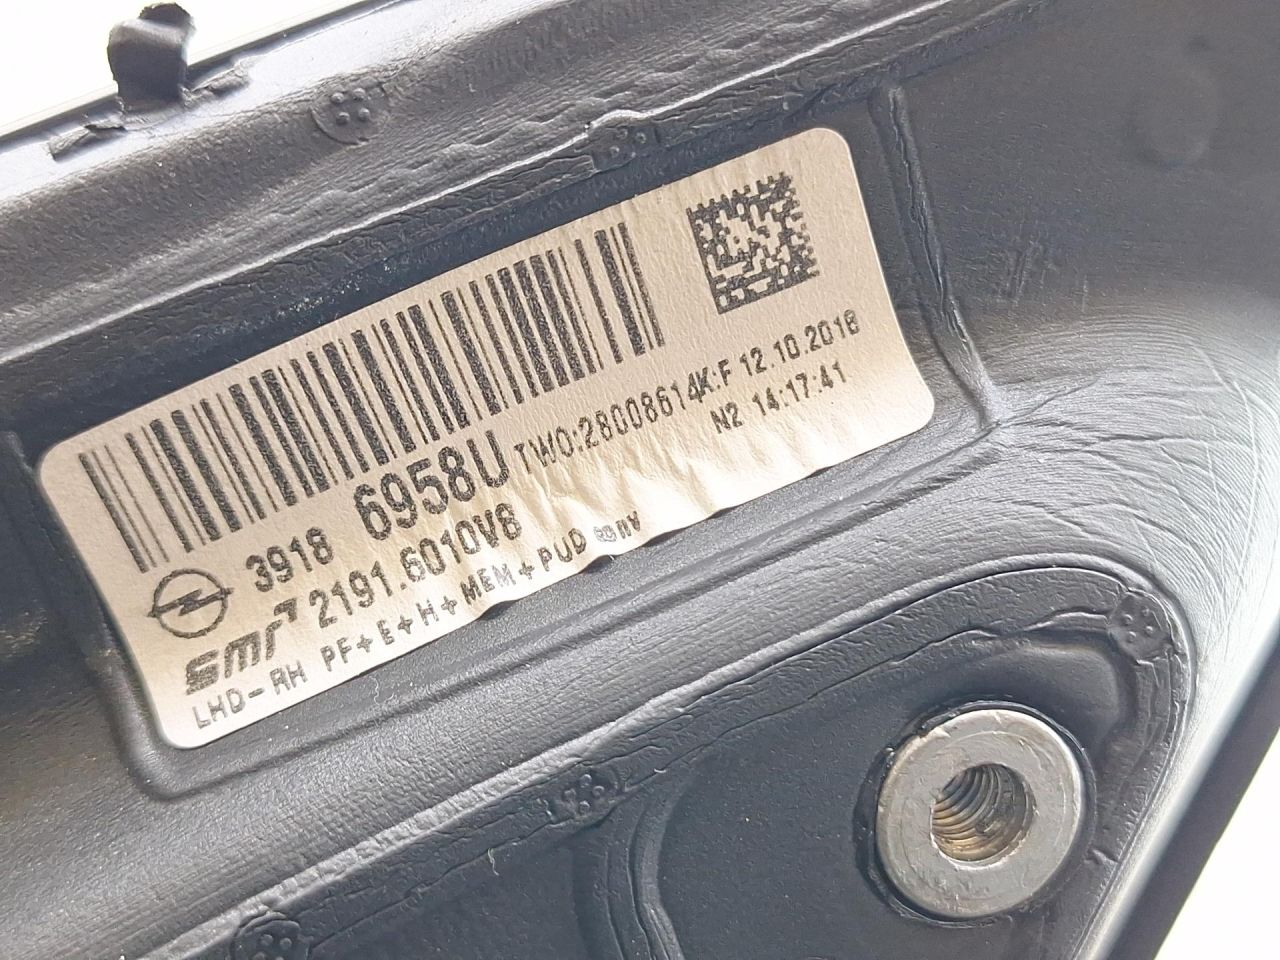 3918 6958U TWO:28008614K:F 12.10.2018
N2 14:17:41
smr 2191.6010V8
LHD-RH PF+E+H+MEM+PUD